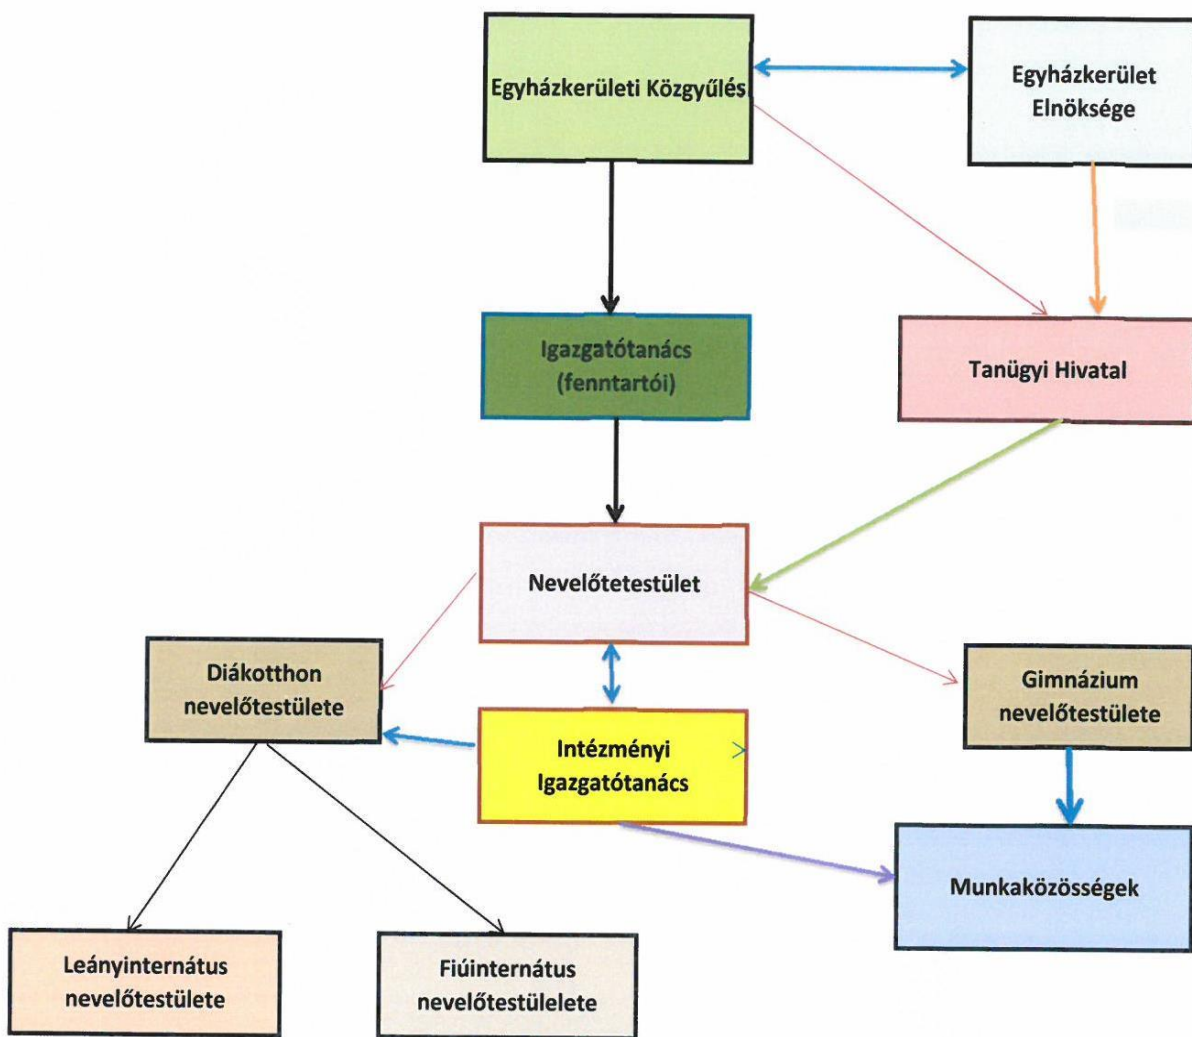 Egyházkerületi Közgyűlés
Egyházkerület
Elnöksége
Igazgatótanács
(fenntartói)
Tanügyi Hivatal
Nevelőtetestület
Diákotthon
nevelőtestülete
Gimnázium
nevelőtestülete
Intézményi
Igazgatótanács
Munkaközösségek
Leányinternátus
nevelőtestülete
Fiúinternátus
nevelőtestülelete